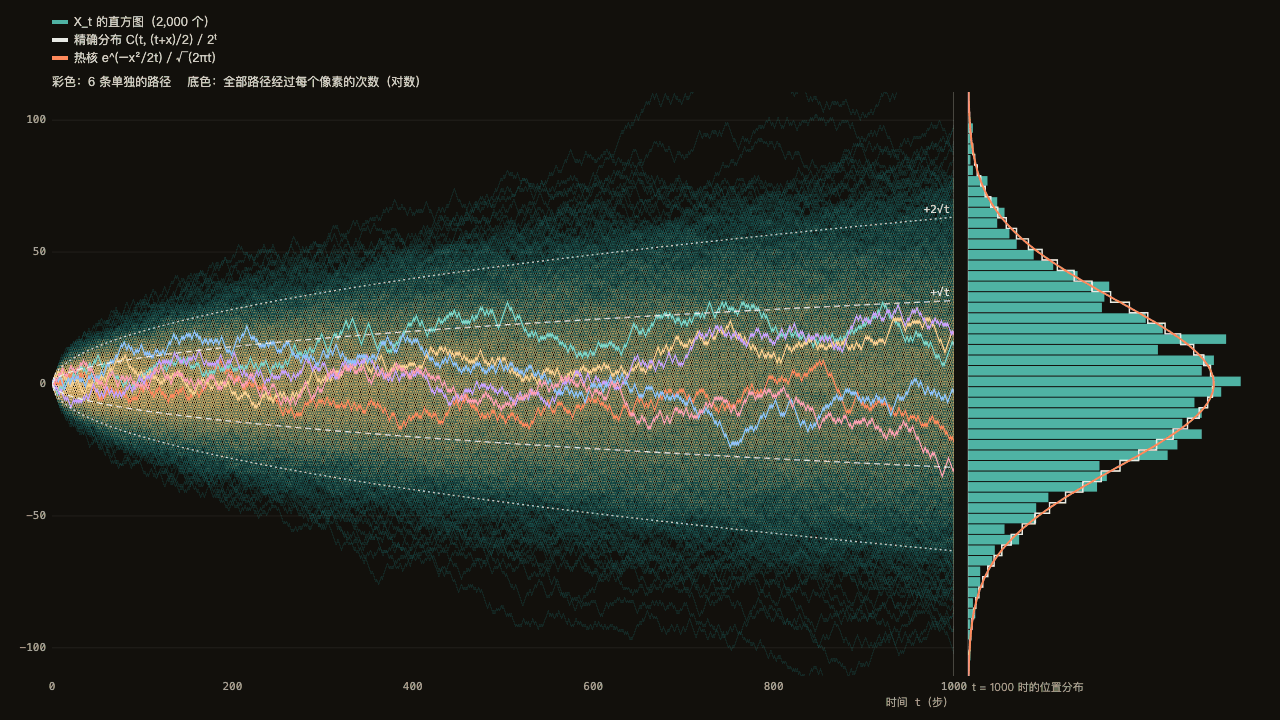 X_t 的直方图（2,000 个）
精确分布 C(t, (t+x)/2) / 2ᵗ
热核 e^(−x²/2t) / √(2πt)
彩色：6 条单独的路径 底色：全部路径经过每个像素的次数（对数）
100
50
0
−50
−100
+2√t
+√t
0 200 400 600 800 1000
t = 1000 时的位置分布
时间 t（步）